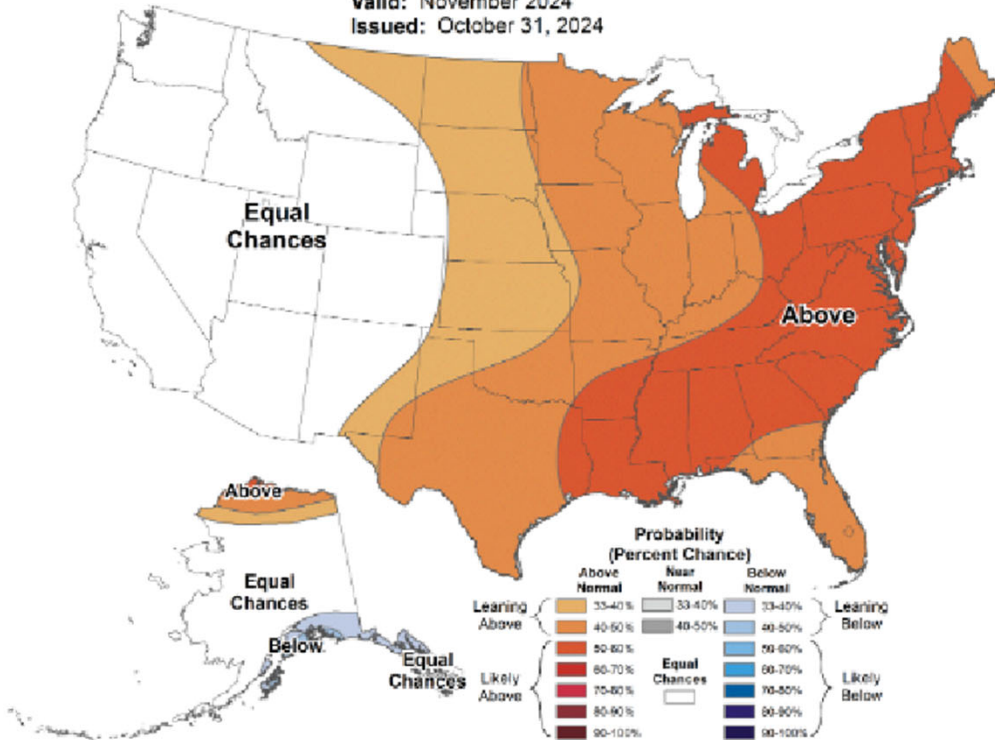 Valid: November 2024
Issued: October 31, 2024
Equal
Chances
Above
Above
Equal
Chances
Below
Equal
Chances
Probability
(Percent Chance)
Above
Normal
Near
Normal
Below
Normal
Leaning
Above
33-40%
33-40%
33-40%
Leaning
Below
40-50%
40-50%
40-50%
Likely
Above
50-60%
50-60%
Likely
Below
60-70%
Equal
Chances
60-70%
70-80%
70-80%
80-90%
80-90%
90-100%
90-100%